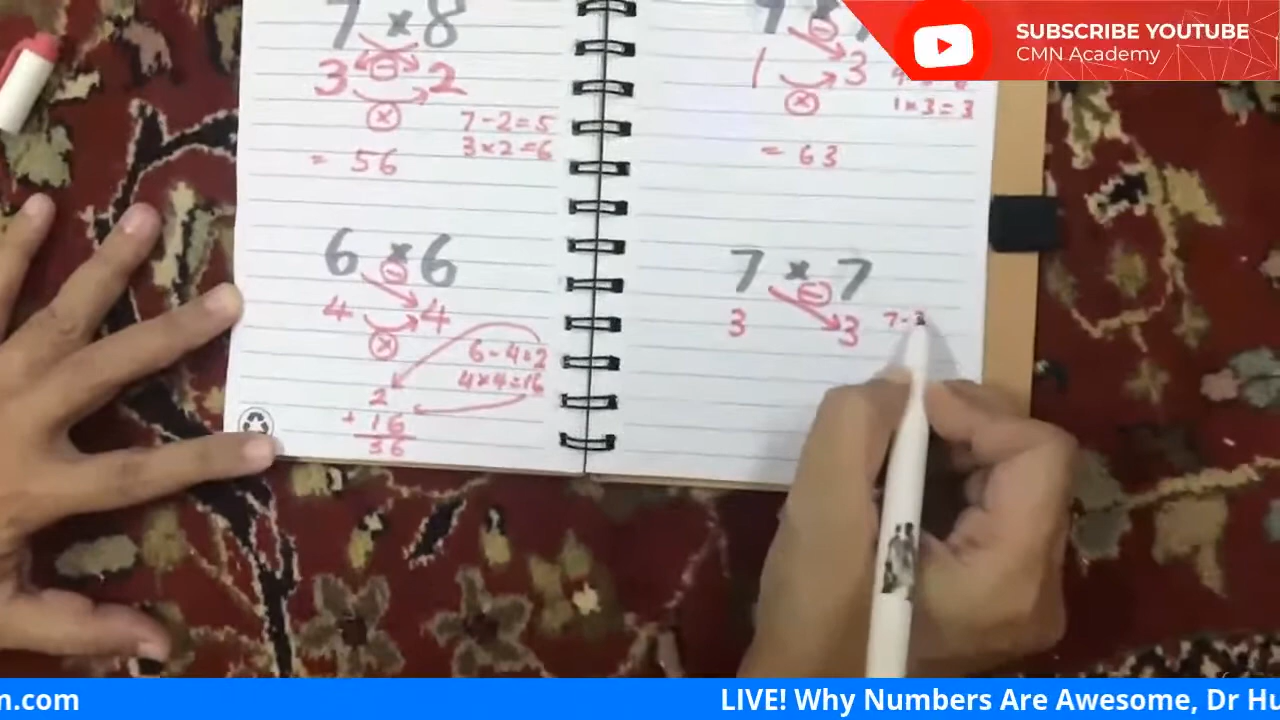 7 × 8
3 − 2
×
7 - 2 = 5
3 × 2 = 6
= 56
6 × 6
−
4 4
×
6 - 4 = 2
4 × 4 = 16
2
+ 16
36
−
1 3
×
1 × 3 = 3
= 63
7 × 7
−
3 3
7 - 3
SUBSCRIBE YOUTUBE
CMN Academy
m.com
LIVE! Why Numbers Are Awesome, Dr Hu